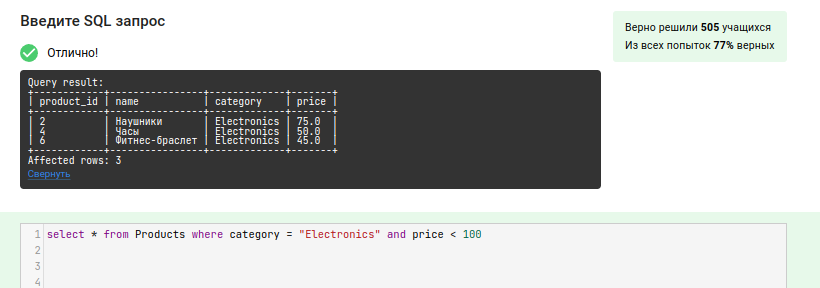 Введите SQL запрос
Верно решили 505 учащихся
Из всех попыток 77% верных
Отлично!
Query result:
+------------+----------------+-------------+-------+
| product_id | name           | category    | price |
+------------+----------------+-------------+-------+
| 2          | Наушники       | Electronics | 75.0  |
| 4          | Часы           | Electronics | 50.0  |
| 6          | Фитнес-браслет | Electronics | 45.0  |
+------------+----------------+-------------+-------+
Affected rows: 3
Свернуть
1 select * from Products where category = "Electronics" and price < 100
2
3
4